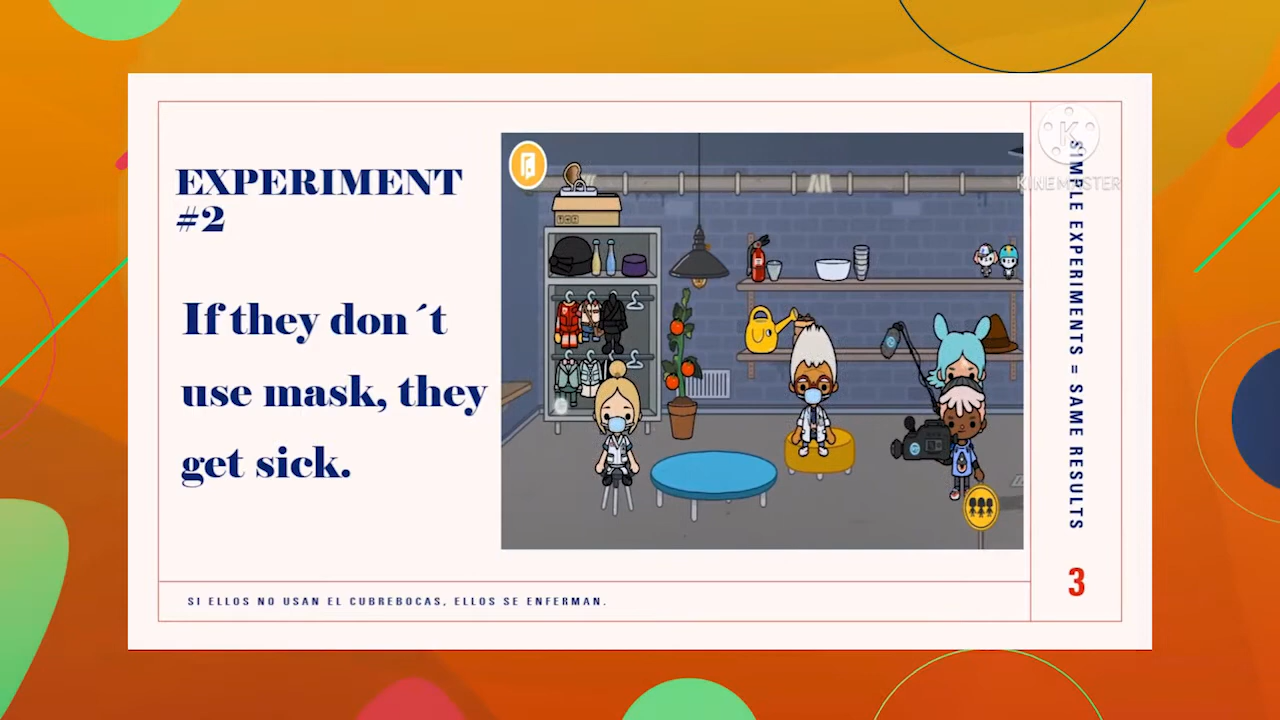 EXPERIMENT
#2
If they don´t
use mask, they
get sick.
SIMPLE EXPERIMENTS = SAME RESULTS
KINEMASTER
3
SI ELLOS NO USAN EL CUBREBOCAS, ELLOS SE ENFERMAN.